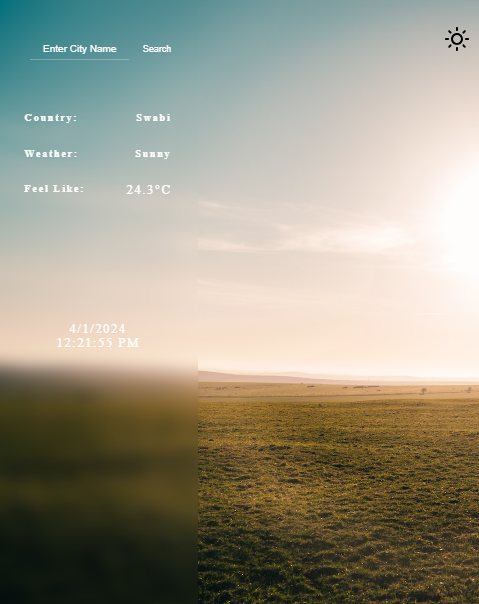 Enter City Name Search
Country: Swabi
Weather: Sunny
Feel Like: 24.3°C
4/1/2024
12:21:55 PM